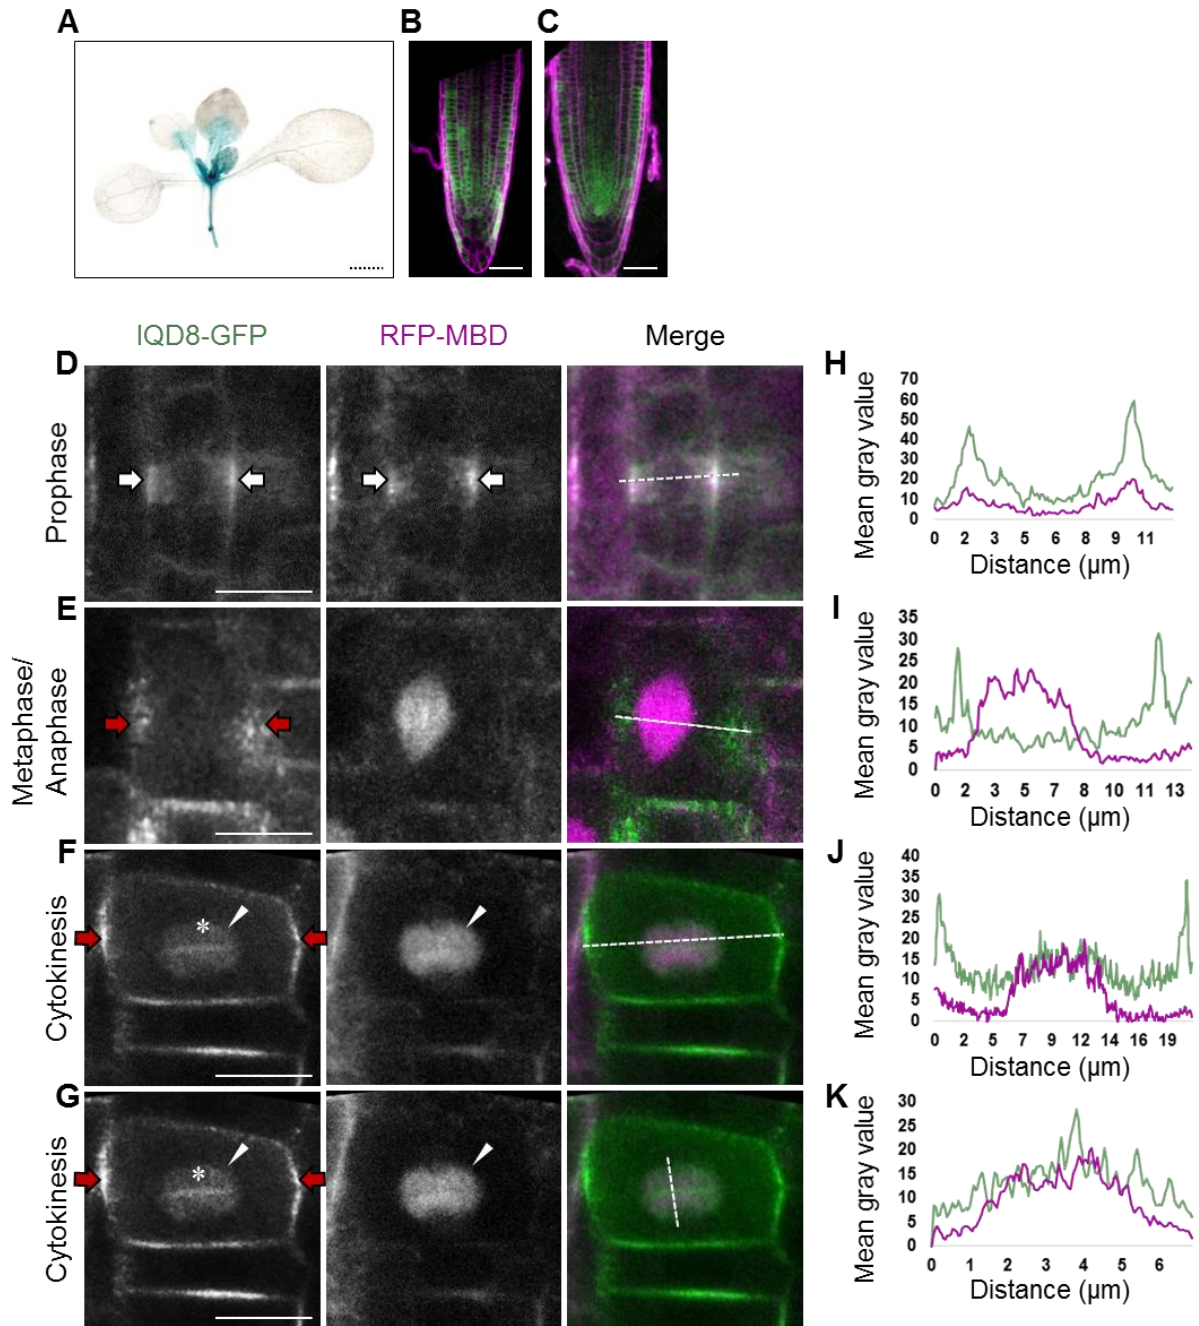 A
B
C
IQD8-GFP
RFP-MBD
Merge
D
Prophase
H
Mean gray value
70
60
50
40
30
20
10
0
0 2 3 5 6 8 9 11
Distance (µm)
E
Metaphase/
Anaphase
I
Mean gray value
35
30
25
20
15
10
5
0
0 2 3 5 7 8 10 11 13
Distance (µm)
F
Cytokinesis
*
J
Mean gray value
40
35
30
25
20
15
10
5
0
0 2 5 7 9 12 14 16 19
Distance (µm)
G
Cytokinesis
*
K
Mean gray value
30
25
20
15
10
5
0
0 1 2 3 4 5 6
Distance (µm)